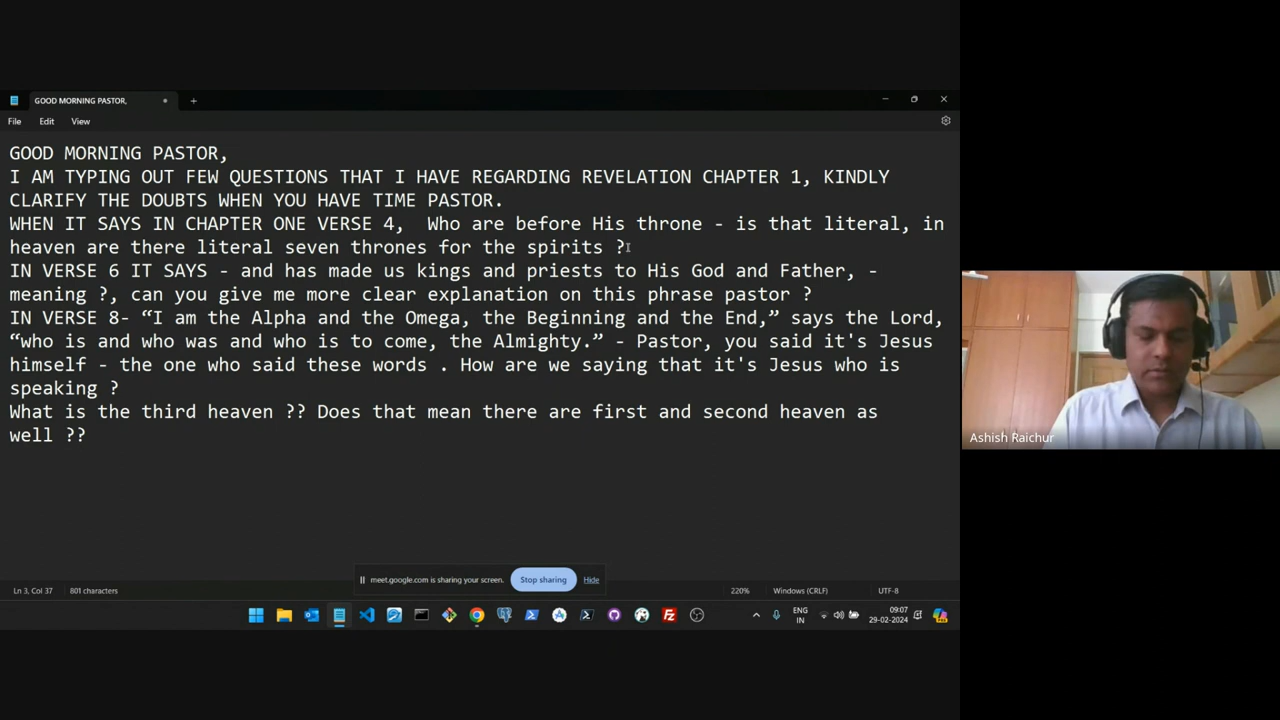 GOOD MORNING PASTOR,
File Edit View
GOOD MORNING PASTOR,
I AM TYPING OUT FEW QUESTIONS THAT I HAVE REGARDING REVELATION CHAPTER 1, KINDLY
CLARIFY THE DOUBTS WHEN YOU HAVE TIME PASTOR.
WHEN IT SAYS IN CHAPTER ONE VERSE 4,  Who are before His throne - is that literal, in
heaven are there literal seven thrones for the spirits ?
IN VERSE 6 IT SAYS - and has made us kings and priests to His God and Father, -
meaning ?, can you give me more clear explanation on this phrase pastor ?
IN VERSE 8- “I am the Alpha and the Omega, the Beginning and the End,” says the Lord,
“who is and who was and who is to come, the Almighty.” - Pastor, you said it's Jesus
himself - the one who said these words . How are we saying that it's Jesus who is
speaking ?
What is the third heaven ?? Does that mean there are first and second heaven as
well ??
Ashish Raichur
meet.google.com is sharing your screen. Stop sharing Hide
Ln 3, Col 37 801 characters 220% Windows (CRLF) UTF-8
ENG 09:07
IN 29-02-2024